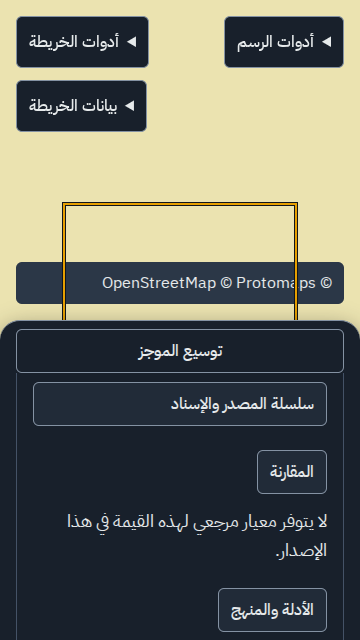 أدوات الرسم
أدوات الخريطة
بيانات الخريطة
© OpenStreetMap © Protomaps
توسيع الموجز
سلسلة المصدر والإسناد
المقارنة
لا يتوفر معيار مرجعي لهذه القيمة في هذا
الإصدار.
الأدلة والمنهج